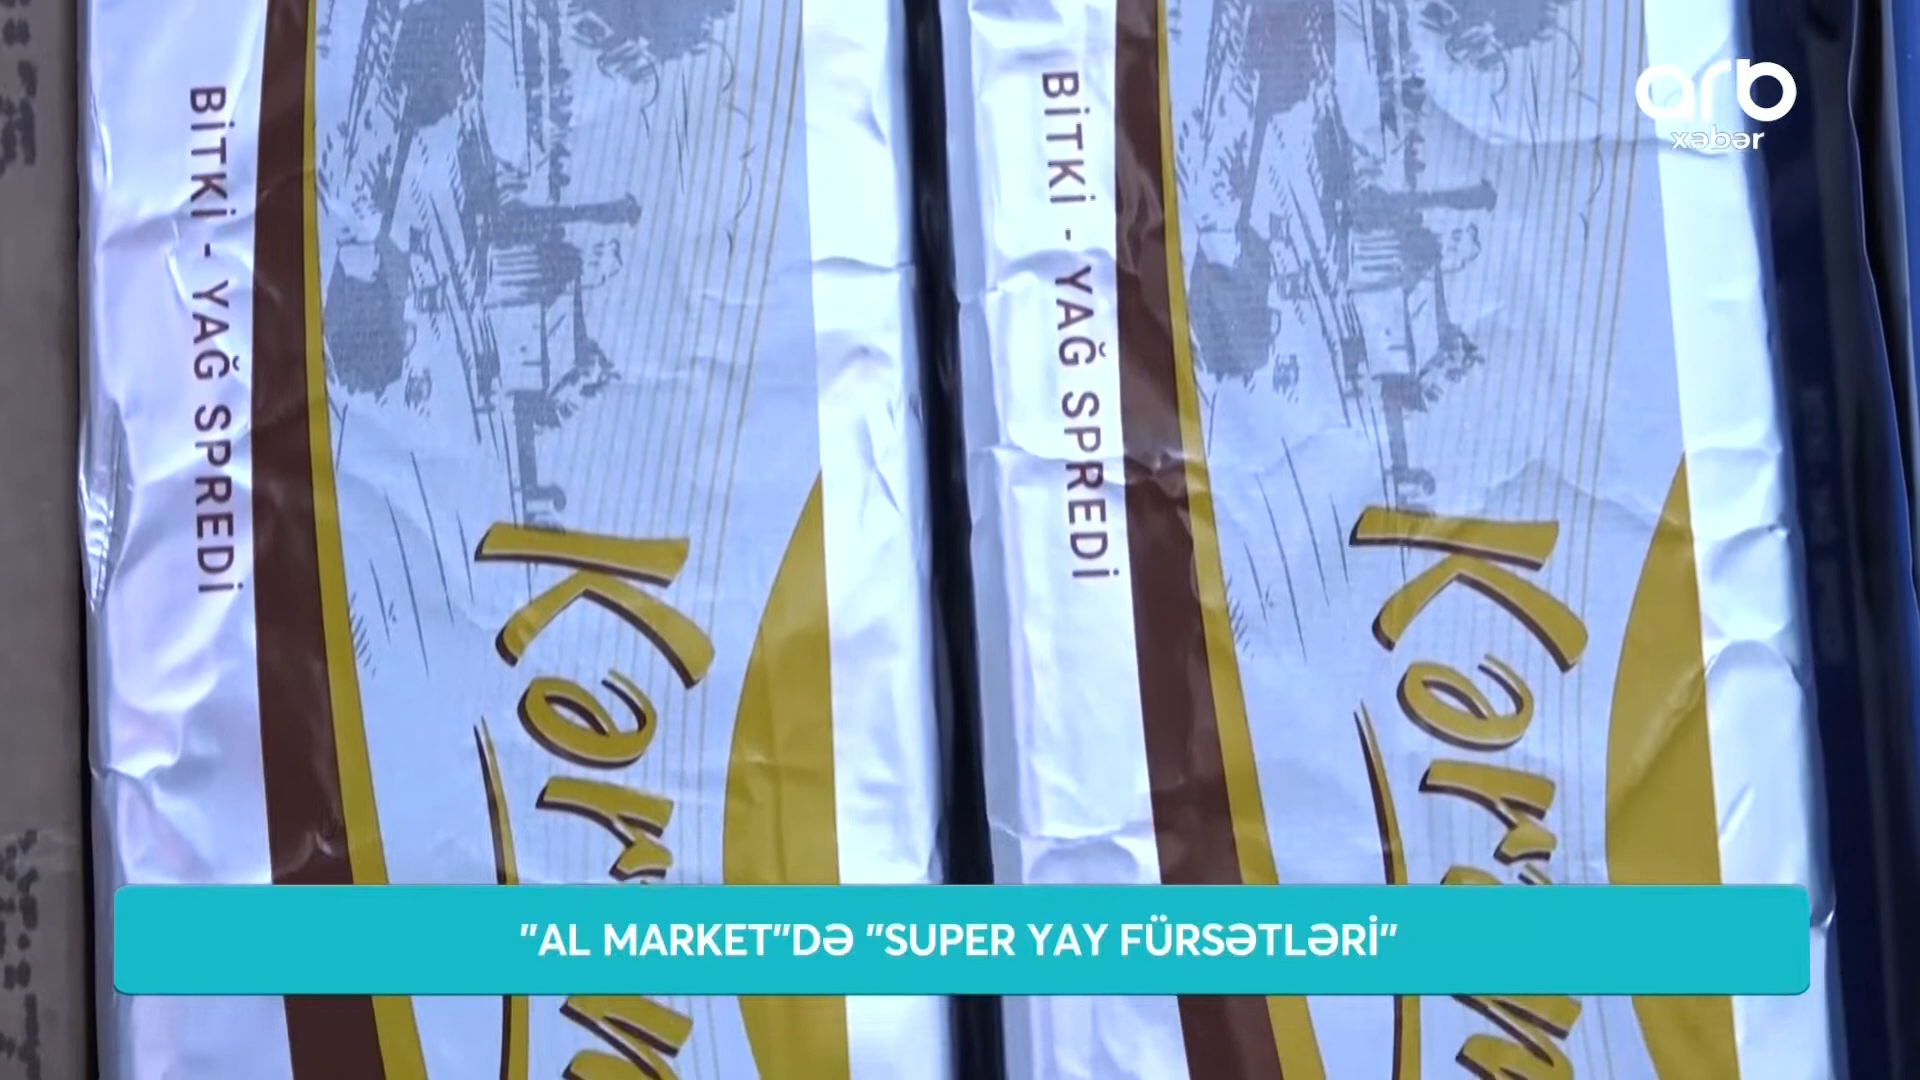 arb
xəbər
BİTKİ - YAĞ SPREDİ
BİTKİ - YAĞ SPREDİ
"AL MARKET"DƏ "SUPER YAY FÜRSƏTLƏRİ"